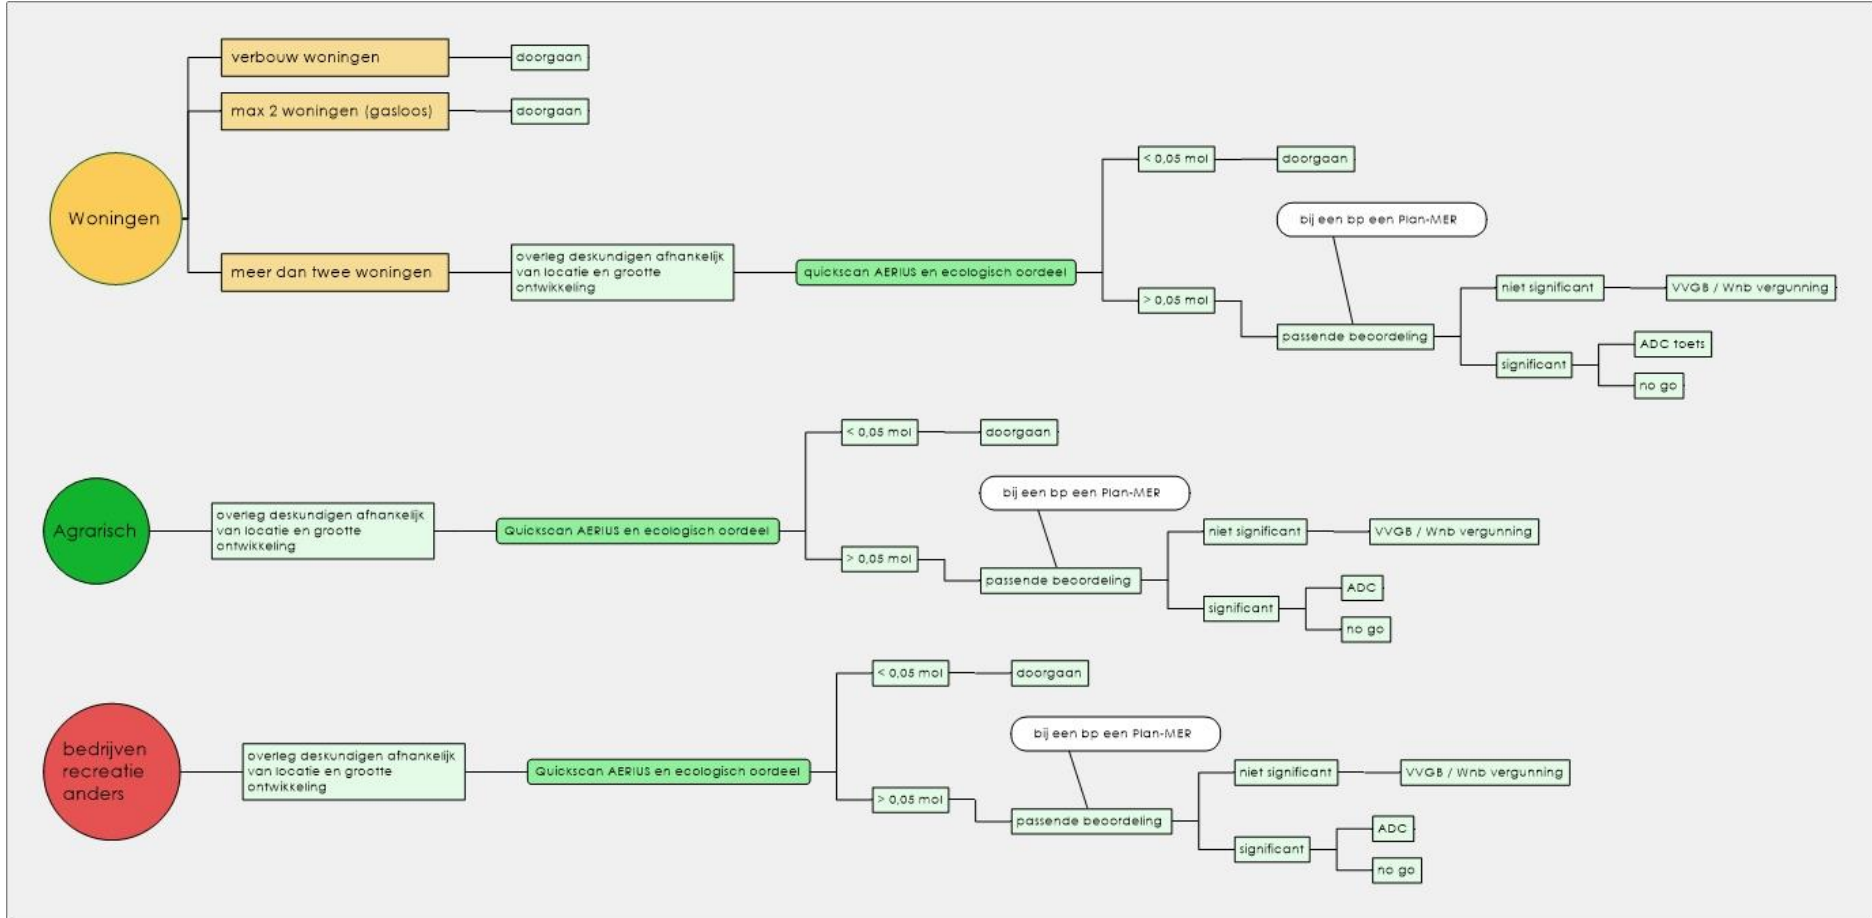 verbouw woningen
doorgaan
max 2 woningen (gasloos)
doorgaan
Woningen
meer dan twee woningen
overleg deskundigen afhankelijk
van locatie en grootte
ontwikkeling
quickscan AERIUS en ecologisch oordeel
< 0,05 mol
doorgaan
bij een bp een Plan-MER
> 0,05 mol
passende beoordeling
niet significant
VVGB / Wnb vergunning
significant
ADC toets
no go
Agrarisch
overleg deskundigen afhankelijk
van locatie en grootte
ontwikkeling
Quickscan AERIUS en ecologisch oordeel
< 0,05 mol
doorgaan
bij een bp een Plan-MER
> 0,05 mol
passende beoordeling
niet significant
VVGB / Wnb vergunning
significant
ADC
no go
bedrijven
recreatie
anders
overleg deskundigen afhankelijk
van locatie en grootte
ontwikkeling
Quickscan AERIUS en ecologisch oordeel
< 0,05 mol
doorgaan
bij een bp een Plan-MER
> 0,05 mol
passende beoordeling
niet significant
VVGB / Wnb vergunning
significant
ADC
no go